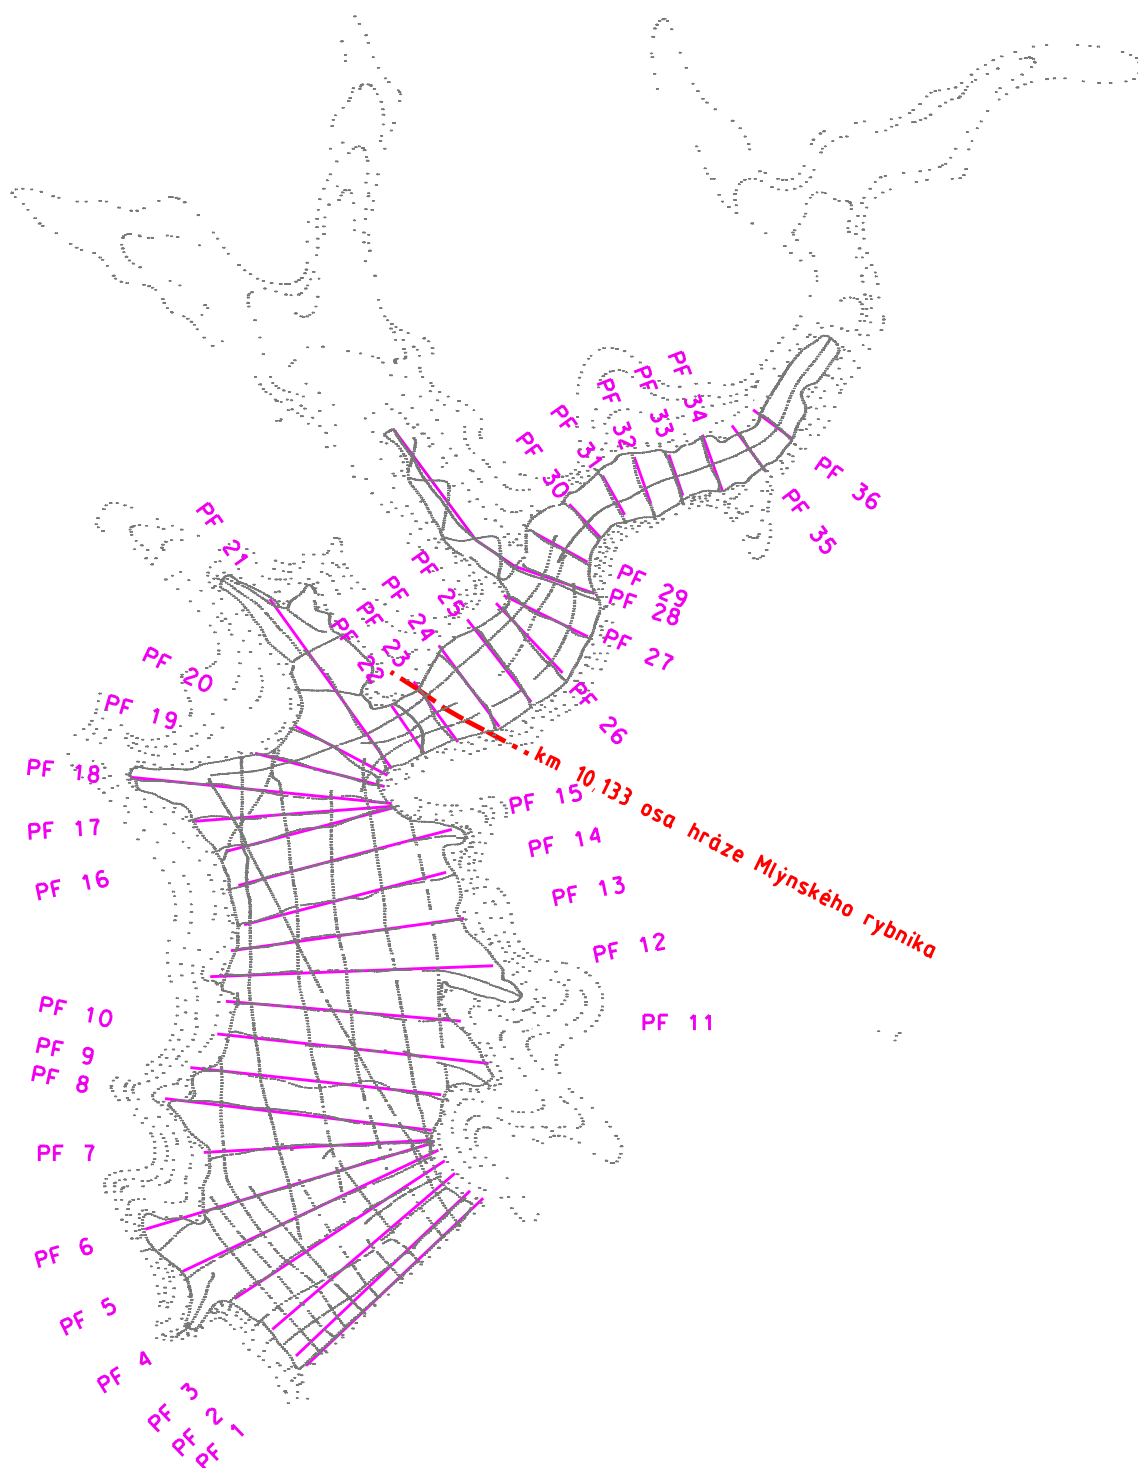 PF 34
PF 33
PF 32
PF 31
PF 30
PF 36
PF 35
PF 21
PF 25
PF 24
PF 23
PF 22
PF 29
PF 28
PF 27
PF 26
PF 20
PF 19
PF 18
km 10,133 osa hráze Mlýnského rybníka
PF 15
PF 17
PF 14
PF 16
PF 13
PF 12
PF 10
PF 11
PF 9
PF 8
PF 7
PF 6
PF 5
PF 4
PF 3
PF 2
PF 1